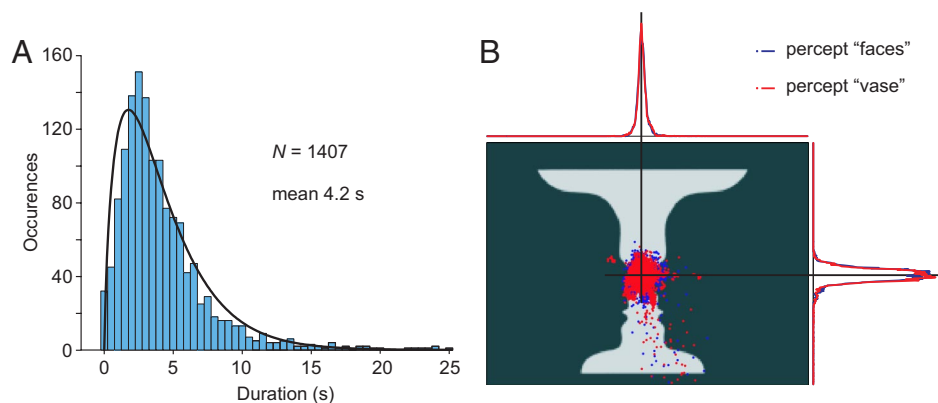 A
160
120
80
40
0
Occurences
N = 1407
mean 4.2 s
0 5 10 15 20 25
Duration (s)
B
percept “faces”
percept “vase”